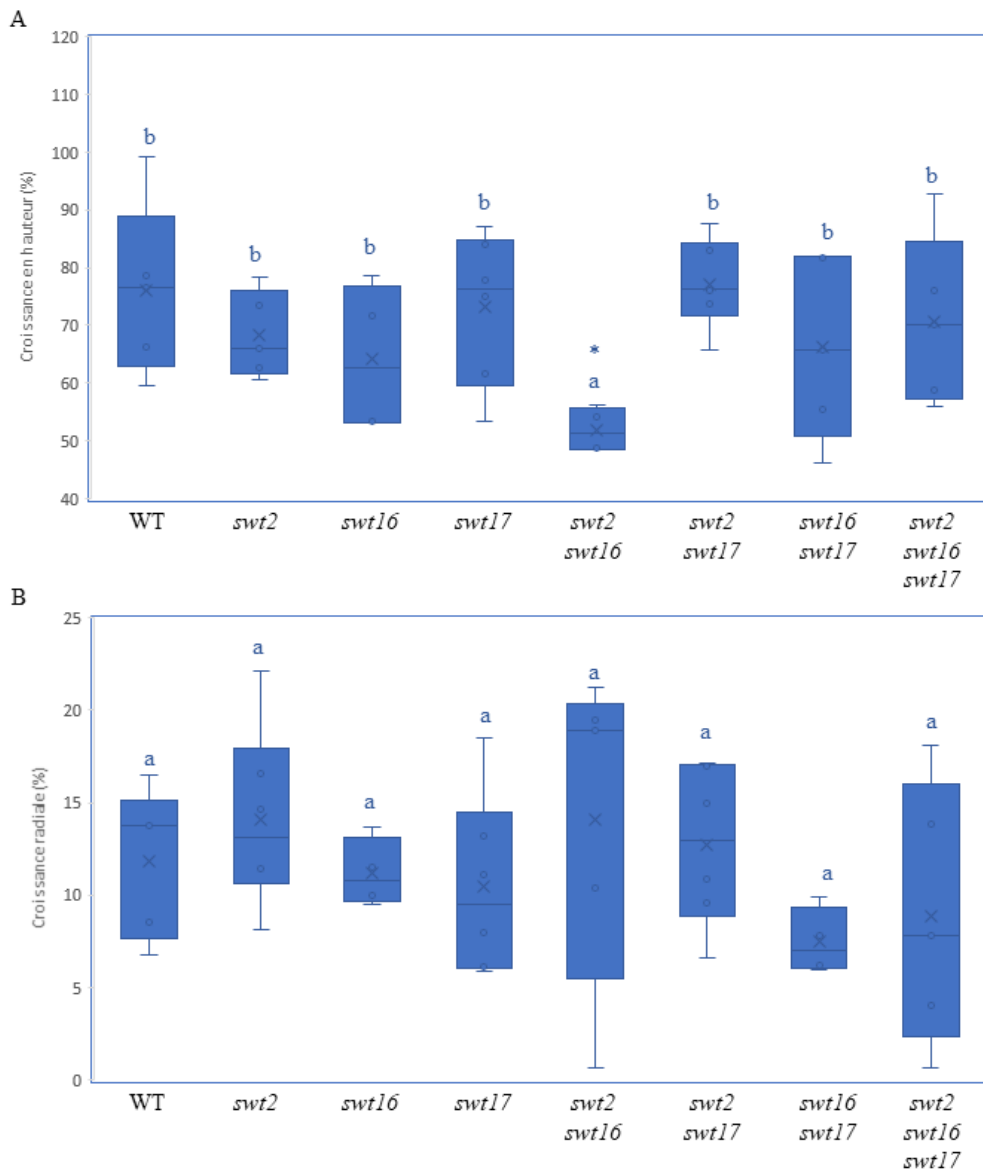 A
Croissance en hauteur (%)
120
110
100
90
80
70
60
50
40
b
b
b
b
*
a
b
b
b
WT
swt2
swt16
swt17
swt2
swt16
swt2
swt17
swt16
swt17
swt2
swt16
swt17
B
Croissance radiale (%)
25
20
15
10
5
0
a
a
a
a
a
a
a
a
WT
swt2
swt16
swt17
swt2
swt16
swt2
swt17
swt16
swt17
swt2
swt16
swt17